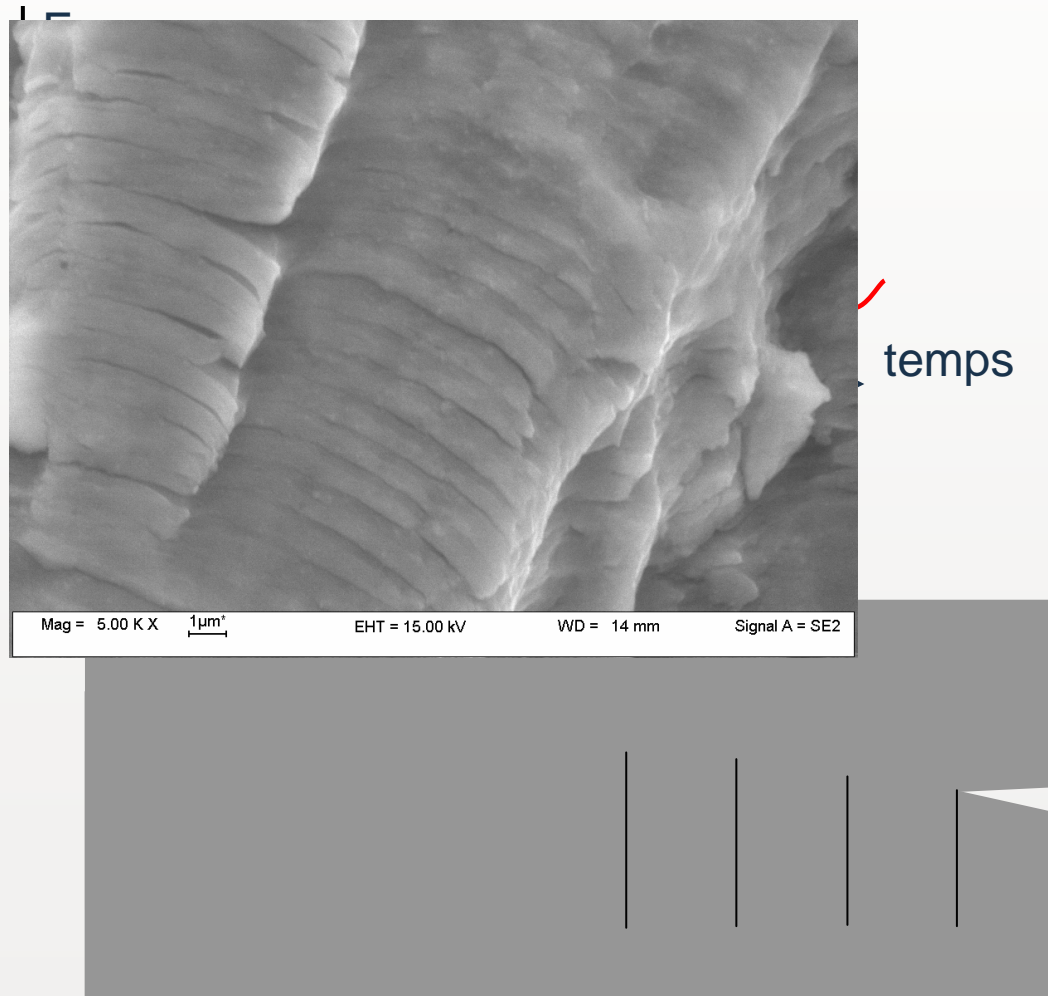 temps
Mag = 5.00 K X 1µm* EHT = 15.00 kV WD = 14 mm Signal A = SE2